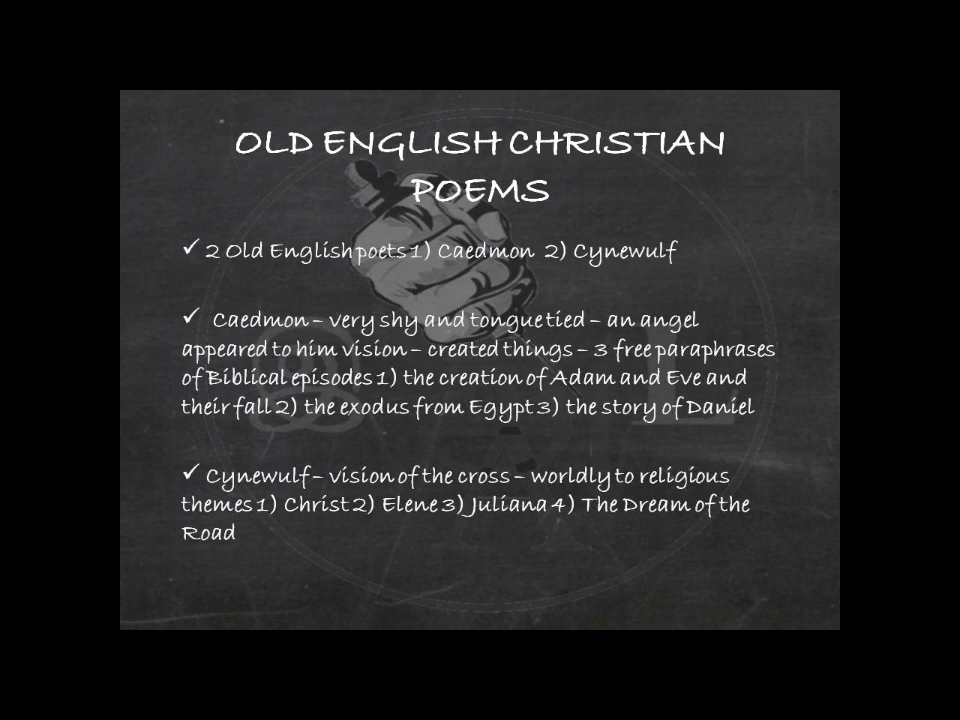 OLD ENGLISH CHRISTIAN
POEMS
✓ 2 Old English poets 1) Caedmon 2) Cynewulf
✓ Caedmon – very shy and tongue tied – an angel
appeared to him vision – created things – 3 free paraphrases
of Biblical episodes 1) the creation of Adam and Eve and
their fall 2) the exodus from Egypt 3) the story of Daniel
✓ Cynewulf – vision of the cross – worldly to religious
themes 1) Christ 2) Elene 3) Juliana 4) The Dream of the
Road